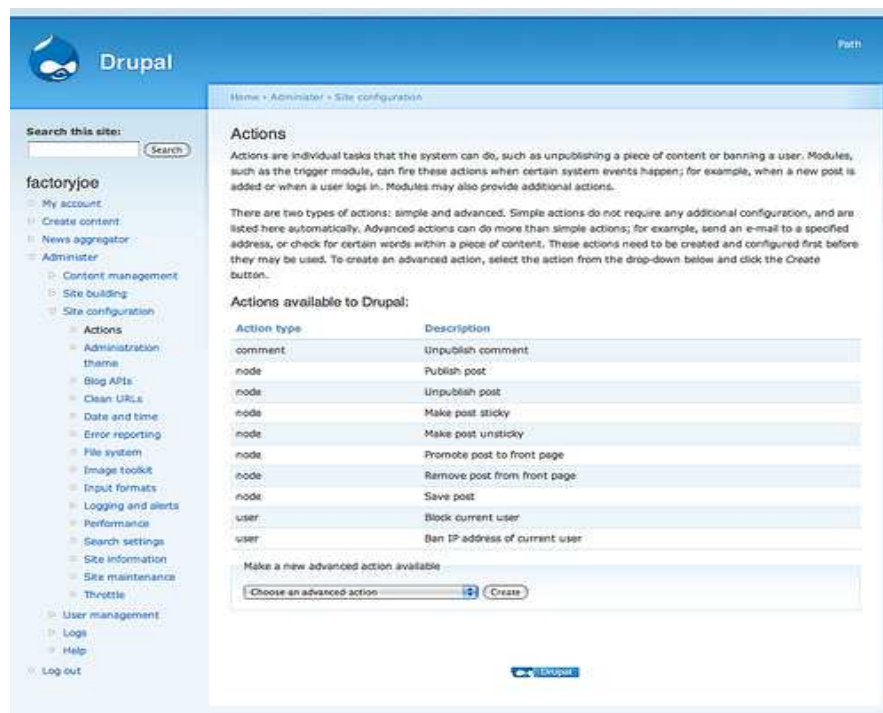 Drupal
Path
Home › Administer › Site configuration
Search this site:
Search
factoryjoe
My account
Create content
News aggregator
Administer
Content management
Site building
Site configuration
Actions
Administration
theme
Blog APIs
Clean URLs
Date and time
Error reporting
File system
Image toolkit
Input formats
Logging and alerts
Performance
Search settings
Site information
Site maintenance
Throttle
User management
Logs
Help
Log out
Actions
Actions are individual tasks that the system can do, such as unpublishing a piece of content or banning a user. Modules,
such as the trigger module, can fire these actions when certain system events happen; for example, when a new post is
added or when a user logs in. Modules may also provide additional actions.
There are two types of actions: simple and advanced. Simple actions do not require any additional configuration, and are
listed here automatically. Advanced actions can do more than simple actions; for example, send an e-mail to a specified
address, or check for certain words within a piece of content. These actions need to be created and configured first before
they may be used. To create an advanced action, select the action from the drop-down below and click the Create
button.
Actions available to Drupal:
Action type Description
comment Unpublish comment
node Publish post
node Unpublish post
node Make post sticky
node Make post unsticky
node Promote post to front page
node Remove post from front page
node Save post
user Block current user
user Ban IP address of current user
Make a new advanced action available
Choose an advanced action Create
Drupal